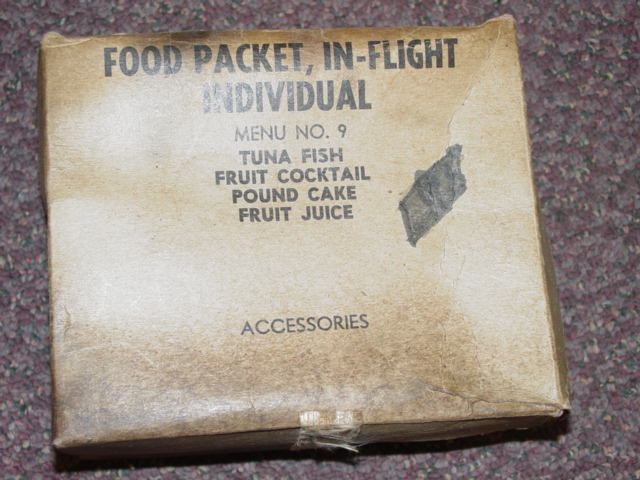 FOOD PACKET, IN-FLIGHT
INDIVIDUAL
MENU NO. 9
TUNA FISH
FRUIT COCKTAIL
POUND CAKE
FRUIT JUICE
ACCESSORIES